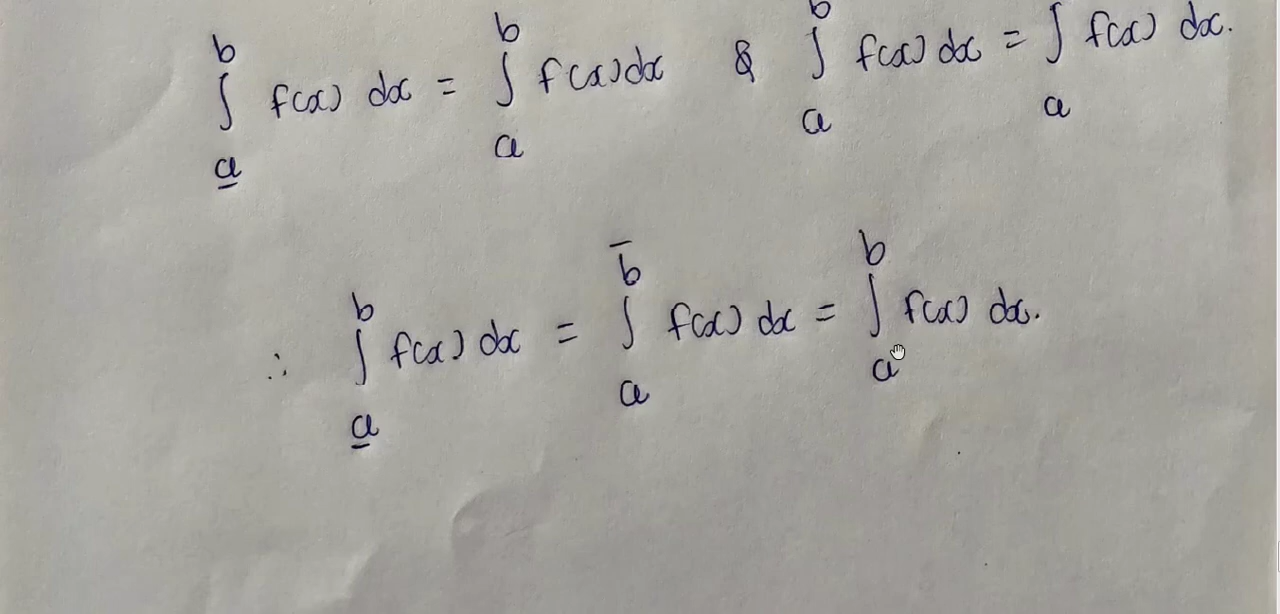 ∫_a̲^b f(x) dx = ∫_a^b f(x) dx & ∫_a^b f(x) dx = ∫_a f(x) dx.
∴ ∫_a̲^b f(x) dx = ∫_a^b̄ f(x) dx = ∫_a^b f(x) dx.